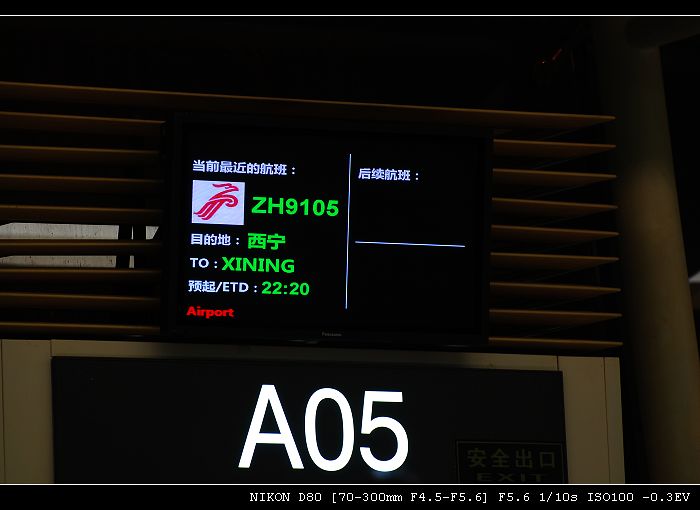 当前最近的航班：
ZH9105
目的地：西宁
TO：XINING
预起/ETD：22:20
Airport
后续航班：
Panasonic
A05
安全出口
EXIT
NIKON D80 [70-300mm F4.5-F5.6] F5.6 1/10s ISO100 -0.3EV